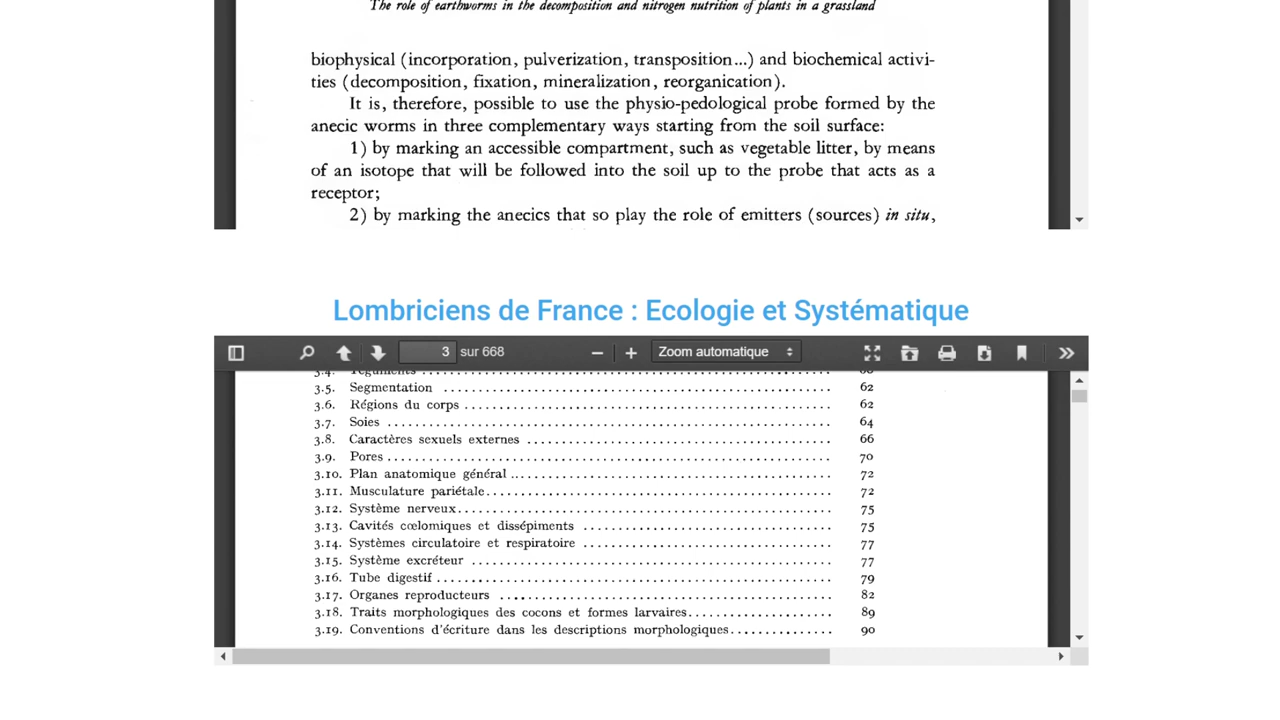 The role of earthworms in the decomposition and nitrogen nutrition of plants in a grassland
biophysical (incorporation, pulverization, transposition...) and biochemical activi-
ties (decomposition, fixation, mineralization, reorganication).
It is, therefore, possible to use the physio-pedological probe formed by the
anecic worms in three complementary ways starting from the soil surface:
1) by marking an accessible compartment, such as vegetable litter, by means
of an isotope that will be followed into the soil up to the probe that acts as a
receptor;
2) by marking the anecics that so play the role of emitters (sources) in situ,
Lombriciens de France : Ecologie et Systématique
3 sur 668 Zoom automatique
3.4. Téguments
3.5. Segmentation 62
3.6. Régions du corps 62
3.7. Soies 64
3.8. Caractères sexuels externes 66
3.9. Pores 70
3.10. Plan anatomique général 72
3.11. Musculature pariétale 72
3.12. Système nerveux 75
3.13. Cavités cœlomiques et dissépiments 75
3.14. Systèmes circulatoire et respiratoire 77
3.15. Système excréteur 77
3.16. Tube digestif 79
3.17. Organes reproducteurs 82
3.18. Traits morphologiques des cocons et formes larvaires 89
3.19. Conventions d'écriture dans les descriptions morphologiques 90